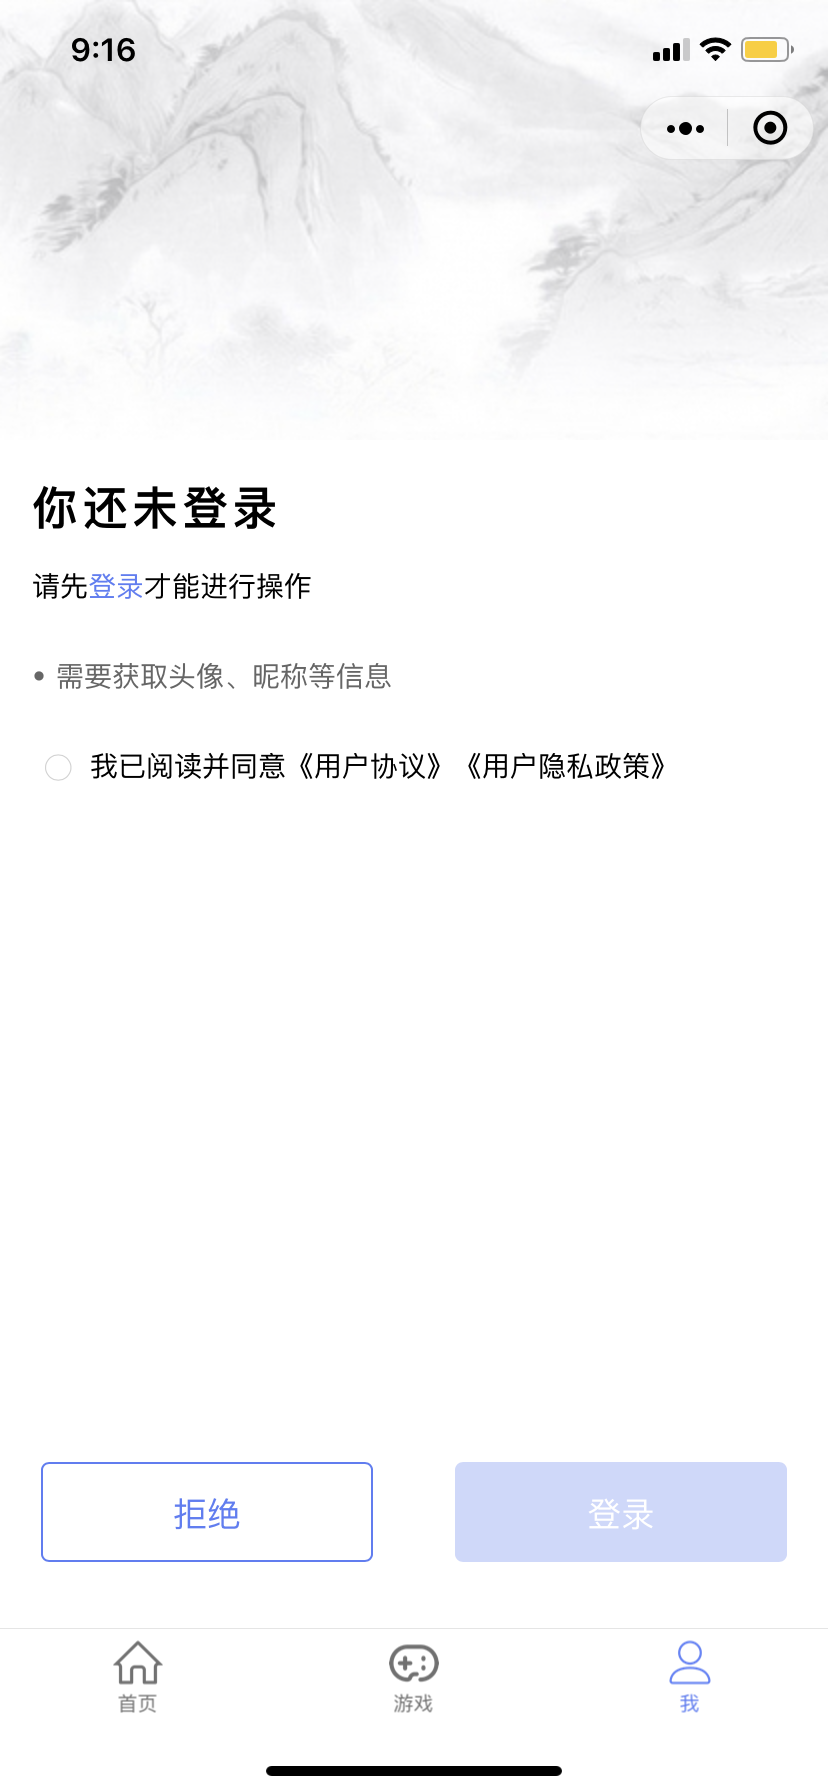 9:16
你还未登录
请先登录才能进行操作
• 需要获取头像、昵称等信息
我已阅读并同意《用户协议》《用户隐私政策》
拒绝
登录
首页
游戏
我